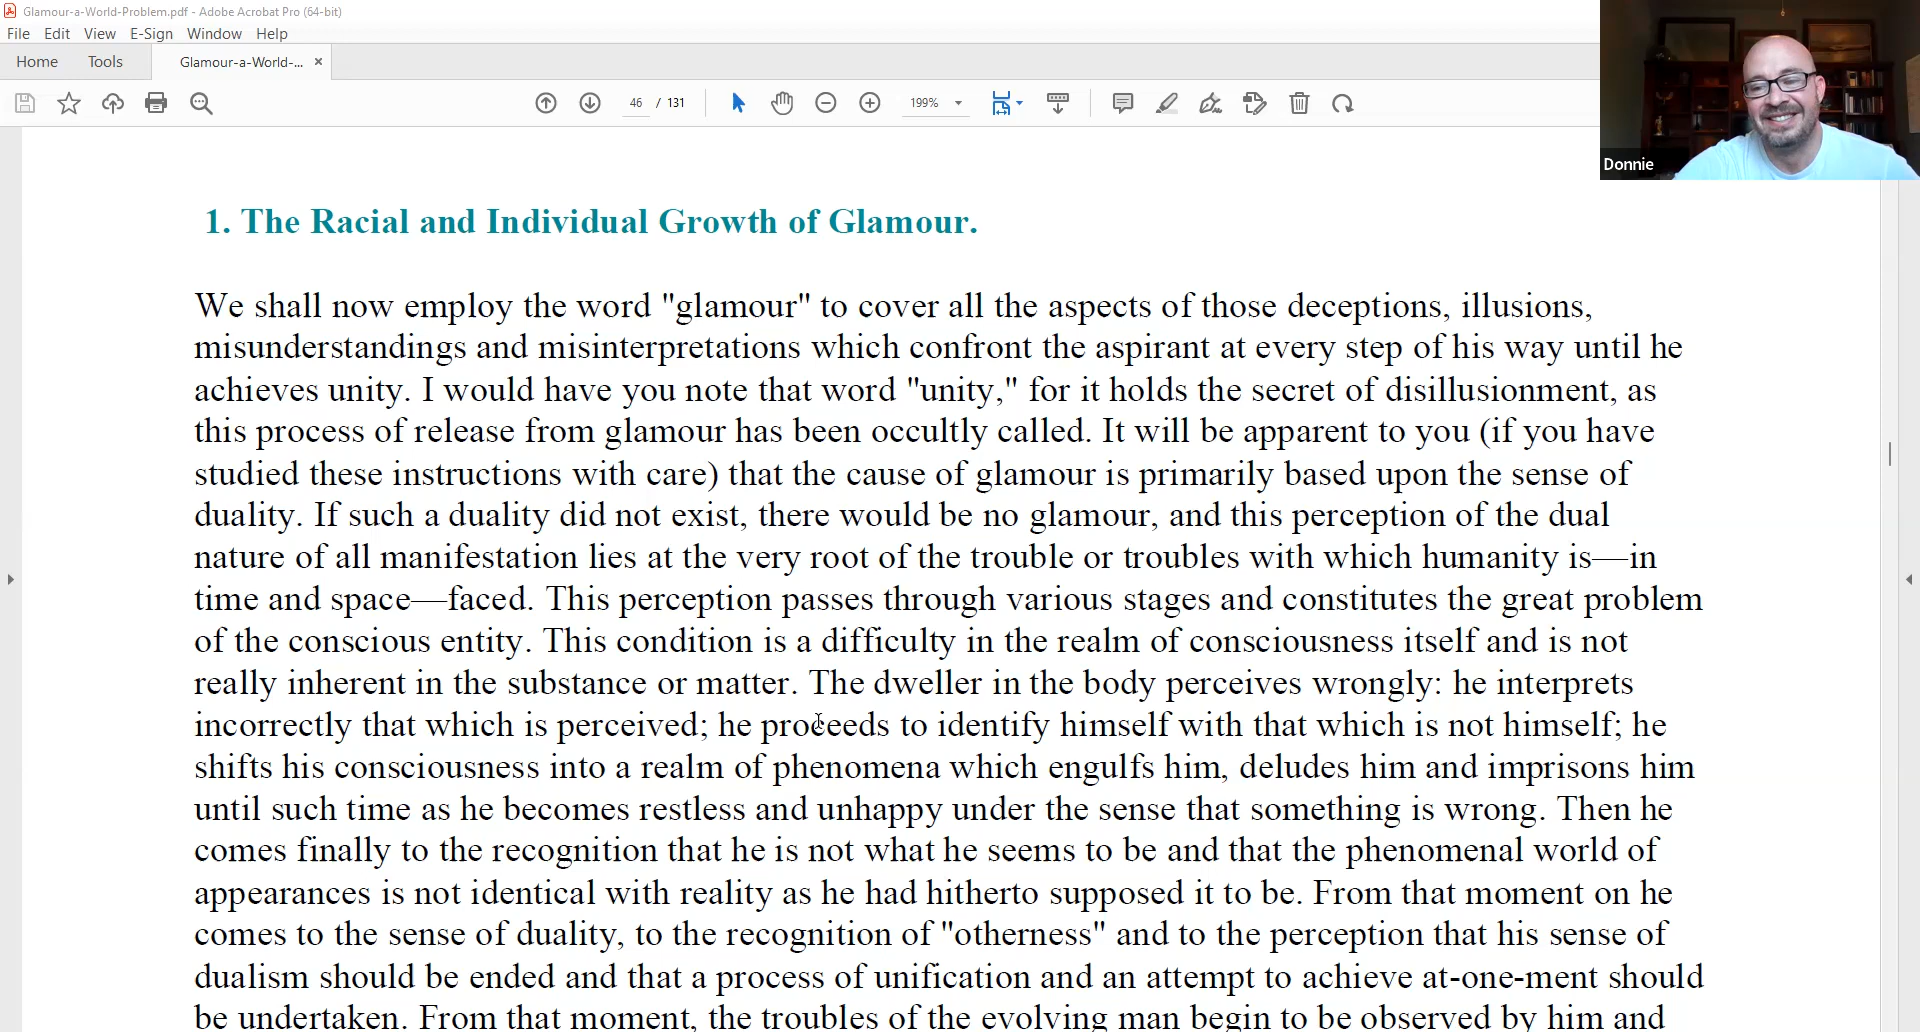 Glamour-a-World-Problem.pdf - Adobe Acrobat Pro (64-bit)
File Edit View E-Sign Window Help
Home Tools Glamour-a-World-... ×
46 / 131 199%
Donnie
1. The Racial and Individual Growth of Glamour.
We shall now employ the word "glamour" to cover all the aspects of those deceptions, illusions,
misunderstandings and misinterpretations which confront the aspirant at every step of his way until he
achieves unity. I would have you note that word "unity," for it holds the secret of disillusionment, as
this process of release from glamour has been occultly called. It will be apparent to you (if you have
studied these instructions with care) that the cause of glamour is primarily based upon the sense of
duality. If such a duality did not exist, there would be no glamour, and this perception of the dual
nature of all manifestation lies at the very root of the trouble or troubles with which humanity is—in
time and space—faced. This perception passes through various stages and constitutes the great problem
of the conscious entity. This condition is a difficulty in the realm of consciousness itself and is not
really inherent in the substance or matter. The dweller in the body perceives wrongly: he interprets
incorrectly that which is perceived; he proceeds to identify himself with that which is not himself; he
shifts his consciousness into a realm of phenomena which engulfs him, deludes him and imprisons him
until such time as he becomes restless and unhappy under the sense that something is wrong. Then he
comes finally to the recognition that he is not what he seems to be and that the phenomenal world of
appearances is not identical with reality as he had hitherto supposed it to be. From that moment on he
comes to the sense of duality, to the recognition of "otherness" and to the perception that his sense of
dualism should be ended and that a process of unification and an attempt to achieve at-one-ment should
be undertaken. From that moment, the troubles of the evolving man begin to be observed by him and